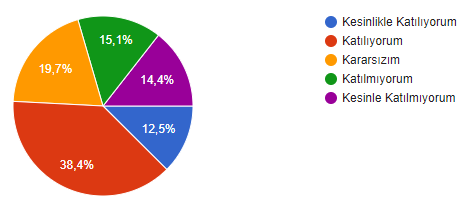 15,1%
19,7%
14,4%
12,5%
38,4%
Kesinlikle Katılıyorum
Katılıyorum
Kararsızım
Katılmıyorum
Kesinle Katılmıyorum